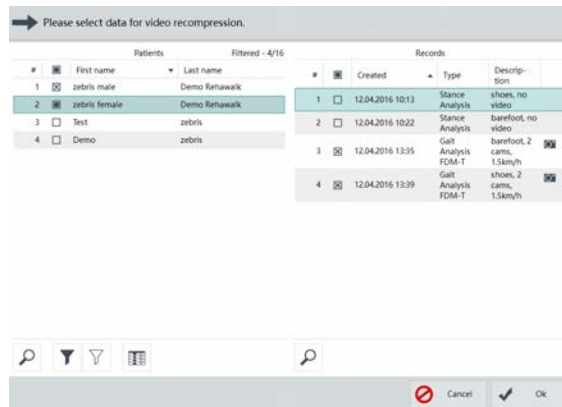 Please select data for video recompression.
Patients Filtered - 4/16
# First name Last name
1 zebris male Demo Rehawalk
2 zebris female Demo Rehawalk
3 Test zebris
4 Demo zebris
Records
# Created Type Descrip-
tion
1 12.04.2016 10:13 Stance
Analysis shoes, no
video
2 12.04.2016 10:22 Stance
Analysis barefoot, no
video
3 12.04.2016 13:35 Gait
Analysis
FDM-T barefoot, 2
cams,
1.5km/h
4 12.04.2016 13:39 Gait
Analysis
FDM-T shoes, 2
cams,
1.5km/h
Cancel Ok